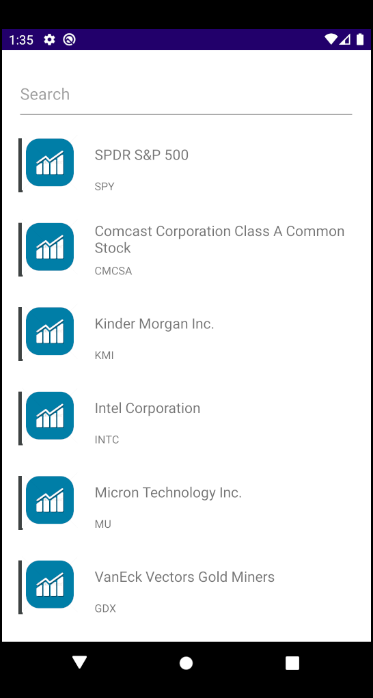 1:35
Search
SPDR S&P 500
SPY
Comcast Corporation Class A Common
Stock
CMCSA
Kinder Morgan Inc.
KMI
Intel Corporation
INTC
Micron Technology Inc.
MU
VanEck Vectors Gold Miners
GDX